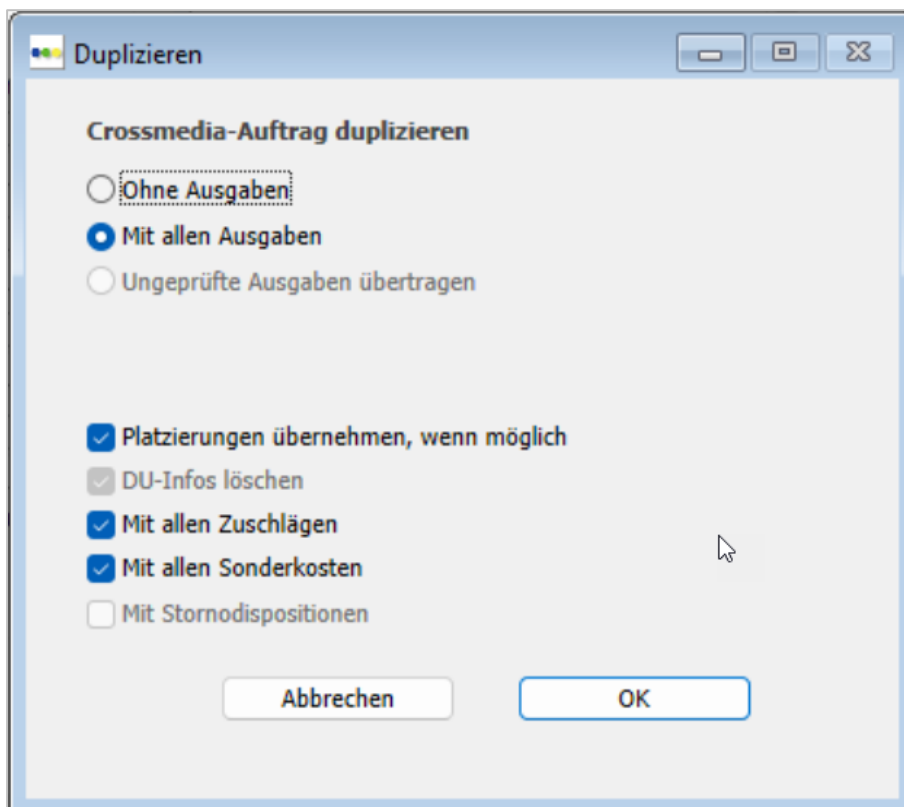 Duplizieren
Crossmedia-Auftrag duplizieren
Ohne Ausgaben
Mit allen Ausgaben
Ungeprüfte Ausgaben übertragen
Platzierungen übernehmen, wenn möglich
DU-Infos löschen
Mit allen Zuschlägen
Mit allen Sonderkosten
Mit Stornodispositionen
Abbrechen
OK